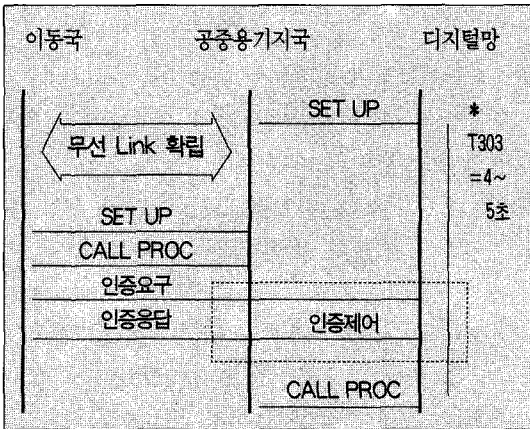 이동국 공중용기지국 디지털망
SET UP *
무선 Link 확립 T303
=4~
5초
SET UP
CALL PROC
인증요구
인증응답 인증제어
CALL PROC